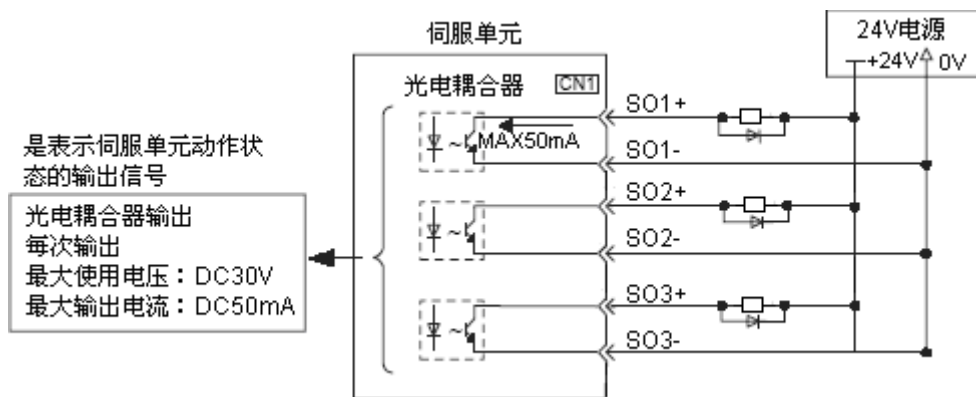 伺服单元
24V电源
+24V 0V
光电耦合器 CN1
SO1+
MAX50mA
SO1-
是表示伺服单元动作状
态的输出信号
光电耦合器输出
每次输出
最大使用电压：DC30V
最大输出电流：DC50mA
SO2+
SO2-
SO3+
SO3-